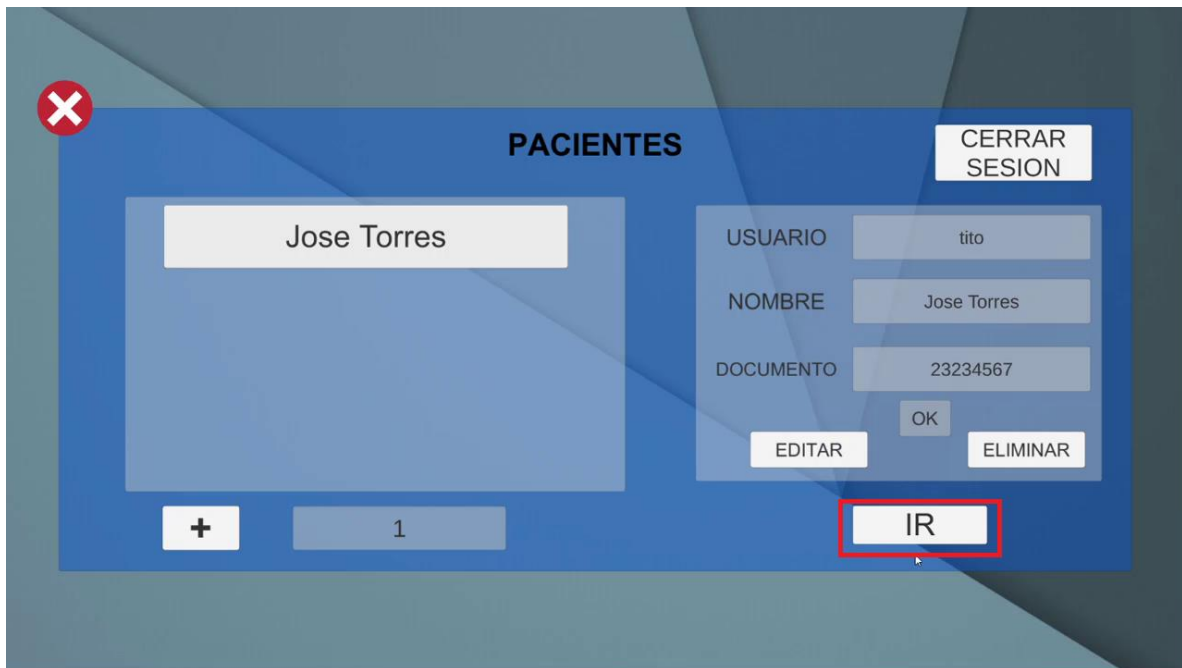 PACIENTES
CERRAR
SESION
Jose Torres
USUARIO tito
NOMBRE Jose Torres
DOCUMENTO 23234567
OK
EDITAR ELIMINAR
+ 1
IR